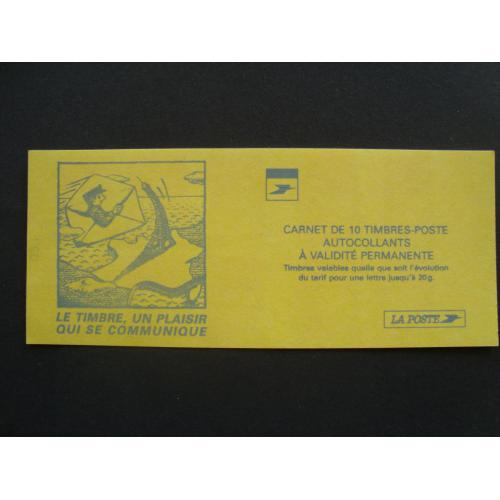 LE TIMBRE, UN PLAISIR
QUI SE COMMUNIQUE
CARNET DE 10 TIMBRES-POSTE
AUTOCOLLANTS
À VALIDITÉ PERMANENTE
Timbres valables quelle que soit l'évolution
du tarif pour une lettre jusqu'à 20g.
LA POSTE